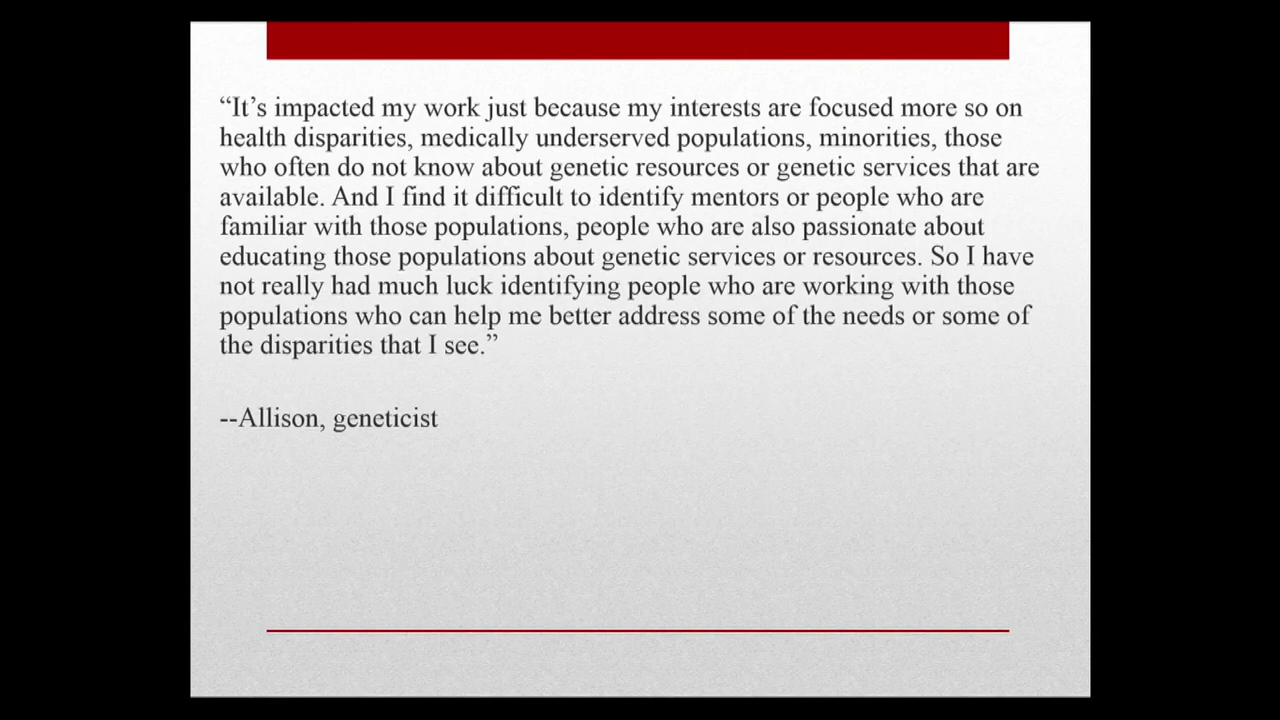 “It’s impacted my work just because my interests are focused more so on
health disparities, medically underserved populations, minorities, those
who often do not know about genetic resources or genetic services that are
available. And I find it difficult to identify mentors or people who are
familiar with those populations, people who are also passionate about
educating those populations about genetic services or resources. So I have
not really had much luck identifying people who are working with those
populations who can help me better address some of the needs or some of
the disparities that I see.”
--Allison, geneticist